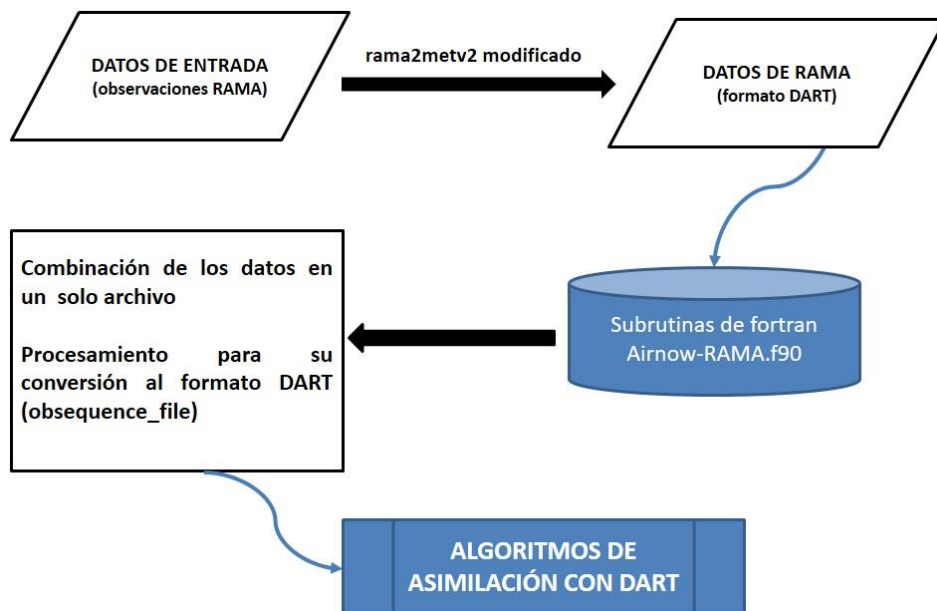 DATOS DE ENTRADA
(observaciones RAMA)
rama2metv2 modificado
DATOS DE RAMA
(formato DART)
Subrutinas de fortran
Airnow-RAMA.f90
Combinación de los datos en
un solo archivo
Procesamiento para su
conversión al formato DART
(obsequence_file)
ALGORITMOS DE
ASIMILACIÓN CON DART